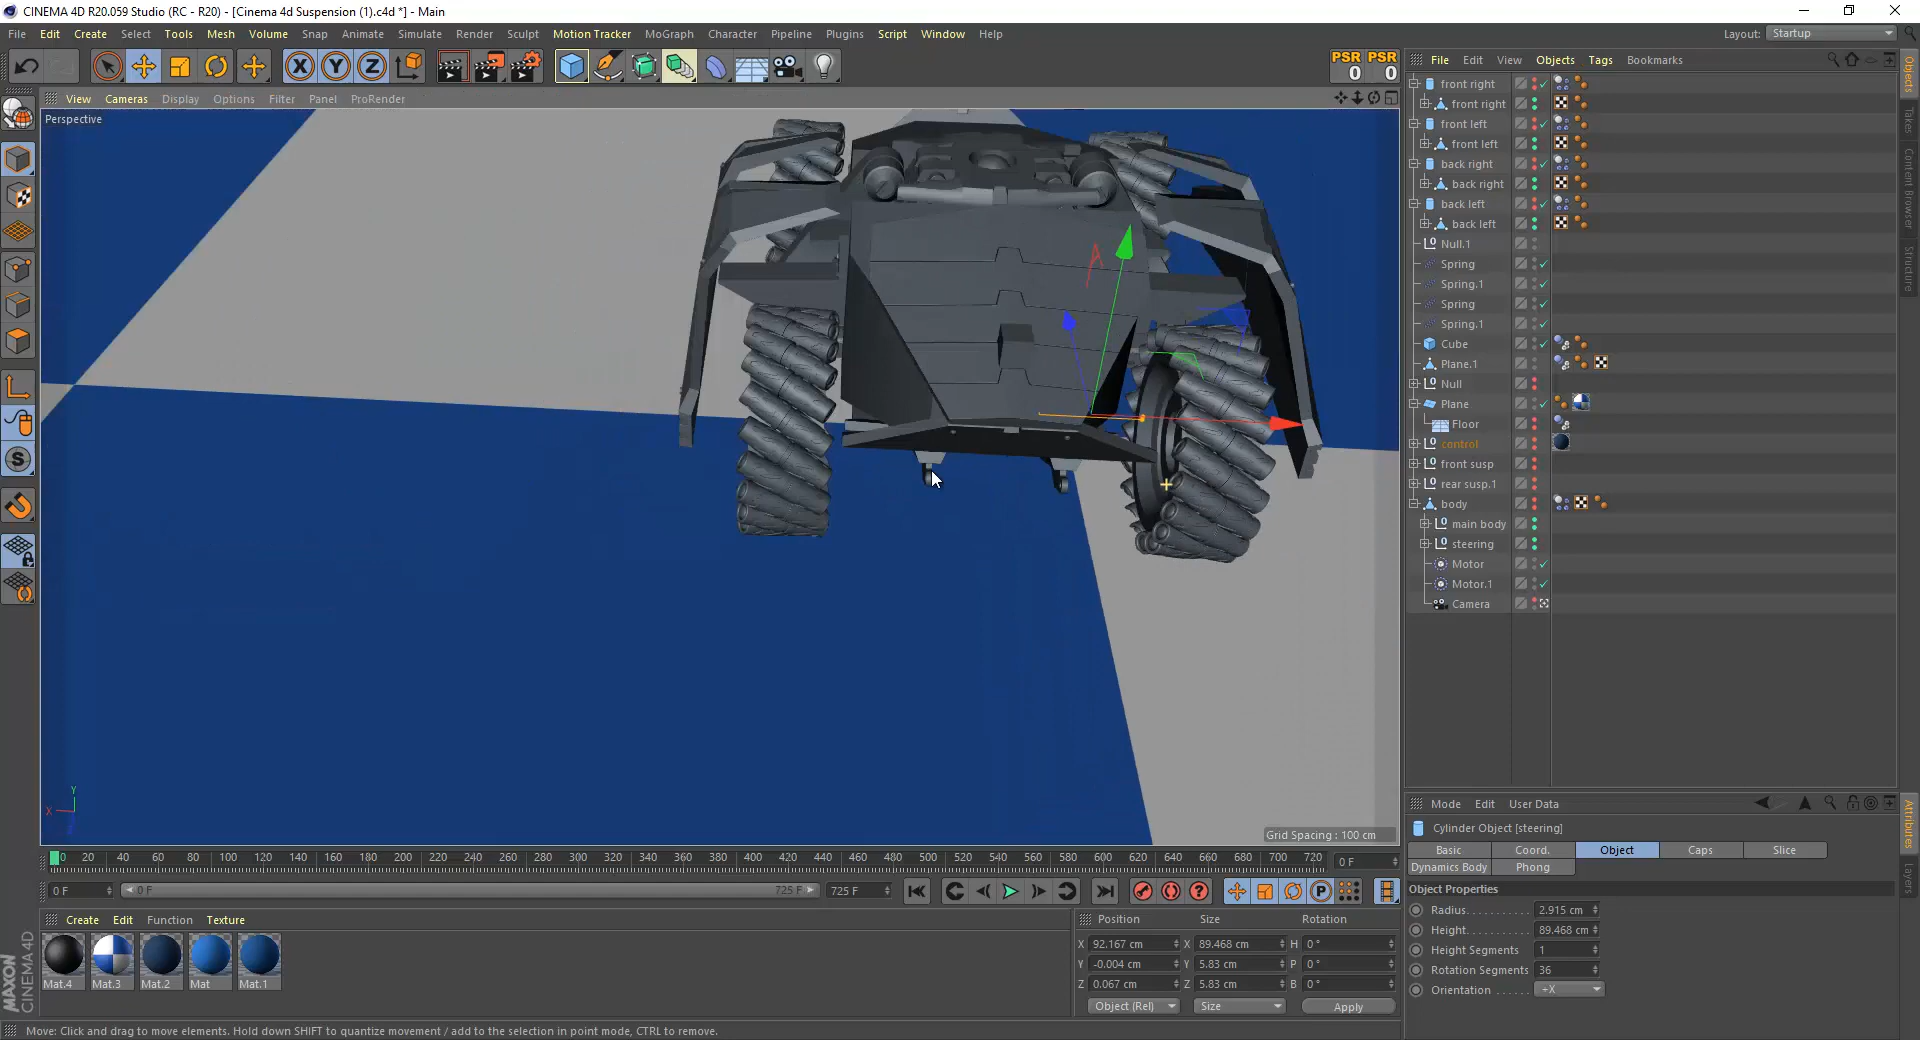 CINEMA 4D R20.059 Studio (RC - R20) - [Cinema 4d Suspension (1).c4d *] - Main
File Edit Create Select Tools Mesh Volume Snap Animate Simulate Render Sculpt Motion Tracker MoGraph Character Pipeline Plugins Script Window Help
Layout: Startup
X Y Z
PSR PSR
0 0
File Edit View Objects Tags Bookmarks
View Cameras Display Options Filter Panel ProRender
Perspective
front right
front right
front left
front left
back right
back right
back left
back left
Null.1
Spring
Spring.1
Spring
Spring.1
Cube
Plane.1
Null
Plane
Floor
control
front susp
rear susp.1
body
main body
steering
Motor
Motor.1
Camera
Objects
Takes
Content Browser
Structure
A
Y
X
Grid Spacing : 100 cm
0 20 40 60 80 100 120 140 160 180 200 220 240 260 280 300 320 340 360 380 400 420 440 460 480 500 520 540 560 580 600 620 640 660 680 700 720
0 F
0 F
0 F
725 F
725 F
P
Create Edit Function Texture
Mat.4 Mat.3 Mat.2 Mat Mat.1
MAXON
CINEMA 4D
Position Size Rotation
X 92.167 cm X 89.468 cm H 0 °
Y -0.004 cm Y 5.83 cm P 0 °
Z 0.067 cm Z 5.83 cm B 0 °
Object (Rel) Size Apply
Mode Edit User Data
Cylinder Object [steering]
Basic Coord. Object Caps Slice
Dynamics Body Phong
Object Properties
Radius. . . . . . . . . . . 2.915 cm
Height. . . . . . . . . . . 89.468 cm
Height Segments 1
Rotation Segments 36
Orientation . . . . . . +X
Attributes
Layers
Move: Click and drag to move elements. Hold down SHIFT to quantize movement / add to the selection in point mode, CTRL to remove.